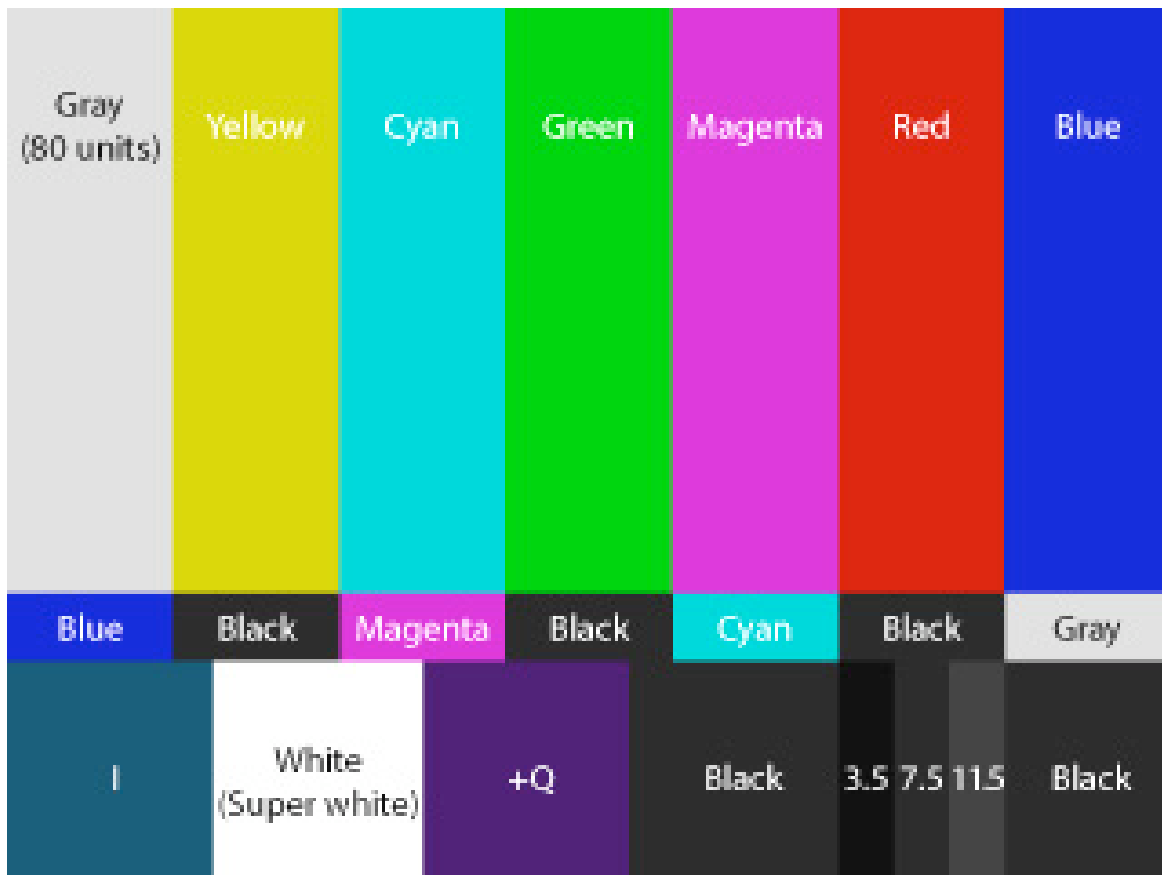 Gray
(80 units)
Yellow
Cyan
Green
Magenta
Red
Blue
Blue
Black
Magenta
Black
Cyan
Black
Gray
I
White
(Super white)
+Q
Black
3.5
7.5
11.5
Black